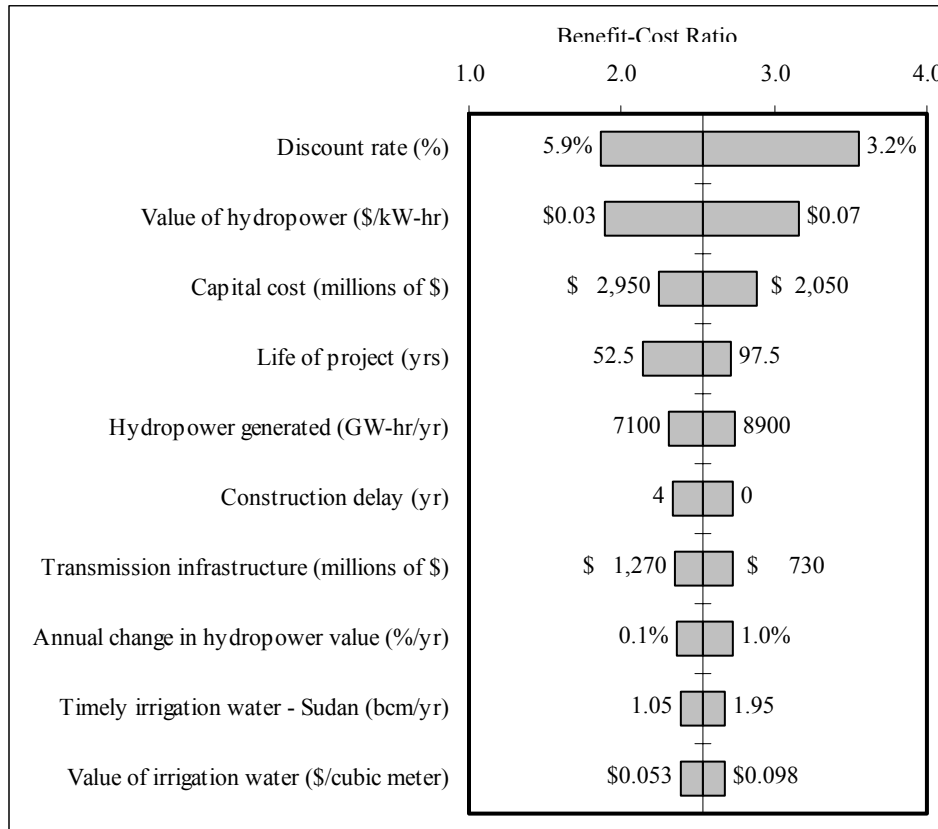 Benefit-Cost Ratio
1.0 2.0 3.0 4.0
Discount rate (%) 5.9% 3.2%
Value of hydropower ($/kW-hr) $0.03 $0.07
Capital cost (millions of $) $ 2,950 $ 2,050
Life of project (yrs) 52.5 97.5
Hydropower generated (GW-hr/yr) 7100 8900
Construction delay (yr) 4 0
Transmission infrastructure (millions of $) $ 1,270 $ 730
Annual change in hydropower value (%/yr) 0.1% 1.0%
Timely irrigation water - Sudan (bcm/yr) 1.05 1.95
Value of irrigation water ($/cubic meter) $0.053 $0.098